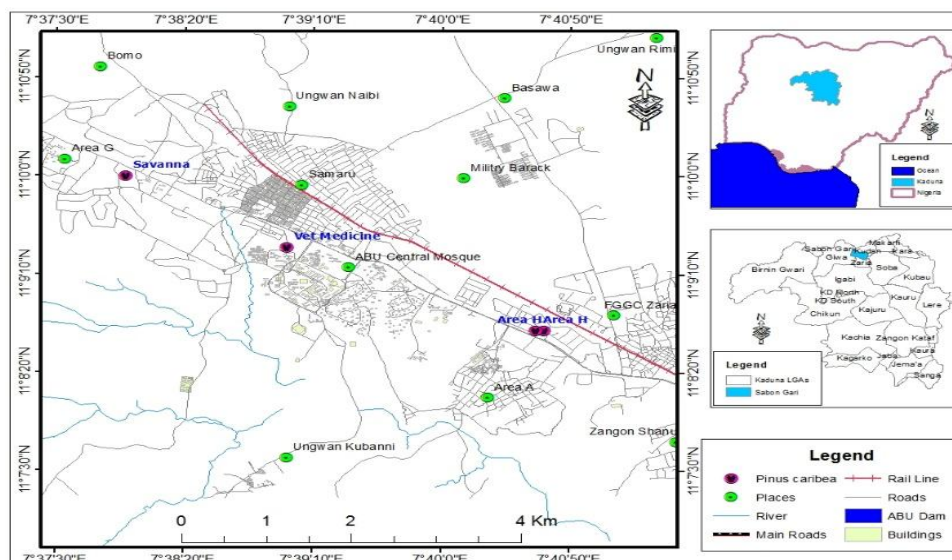 7°37'30"E 7°38'20"E 7°39'10"E 7°40'0"E 7°40'50"E
Bomo
Ungwan Rimi
11°10'50"N
11°10'50"N
N
Ungwan Naibi
Basawa
Area G
Savanna
Militry Barack
11°10'0"N
11°10'0"N
Samaru
Vet Medicine
ABU Central Mosque
11°9'10"N
11°9'10"N
FGGC Zaria
Area HArea H
11°8'20"N
11°8'20"N
Area A
Zangon Shanu
Ungwan Kubanni
11°7'30"N
11°7'30"N
0 1 2 4 Km
7°37'30"E 7°38'20"E 7°39'10"E 7°40'0"E 7°40'50"E
N
Legend
Ocean
Kaduna
Nigeria
Makarfi
Sabon Gari Kudan Ikara
Giwa
Zaria
Birnin Gwari
Soba
Igabi
Kubau
KD North
KD South
Kauru
Lere
Chikun
Kajuru
Kachia
Zangon Kataf
Kagarko
Jaba
Kaura
Jema'a
Sanga
N
Legend
Kaduna LGAs
Sabon Gari
Legend
Pinus caribea
Rail Line
Places
Roads
River
ABU Dam
Main Roads
Buildings